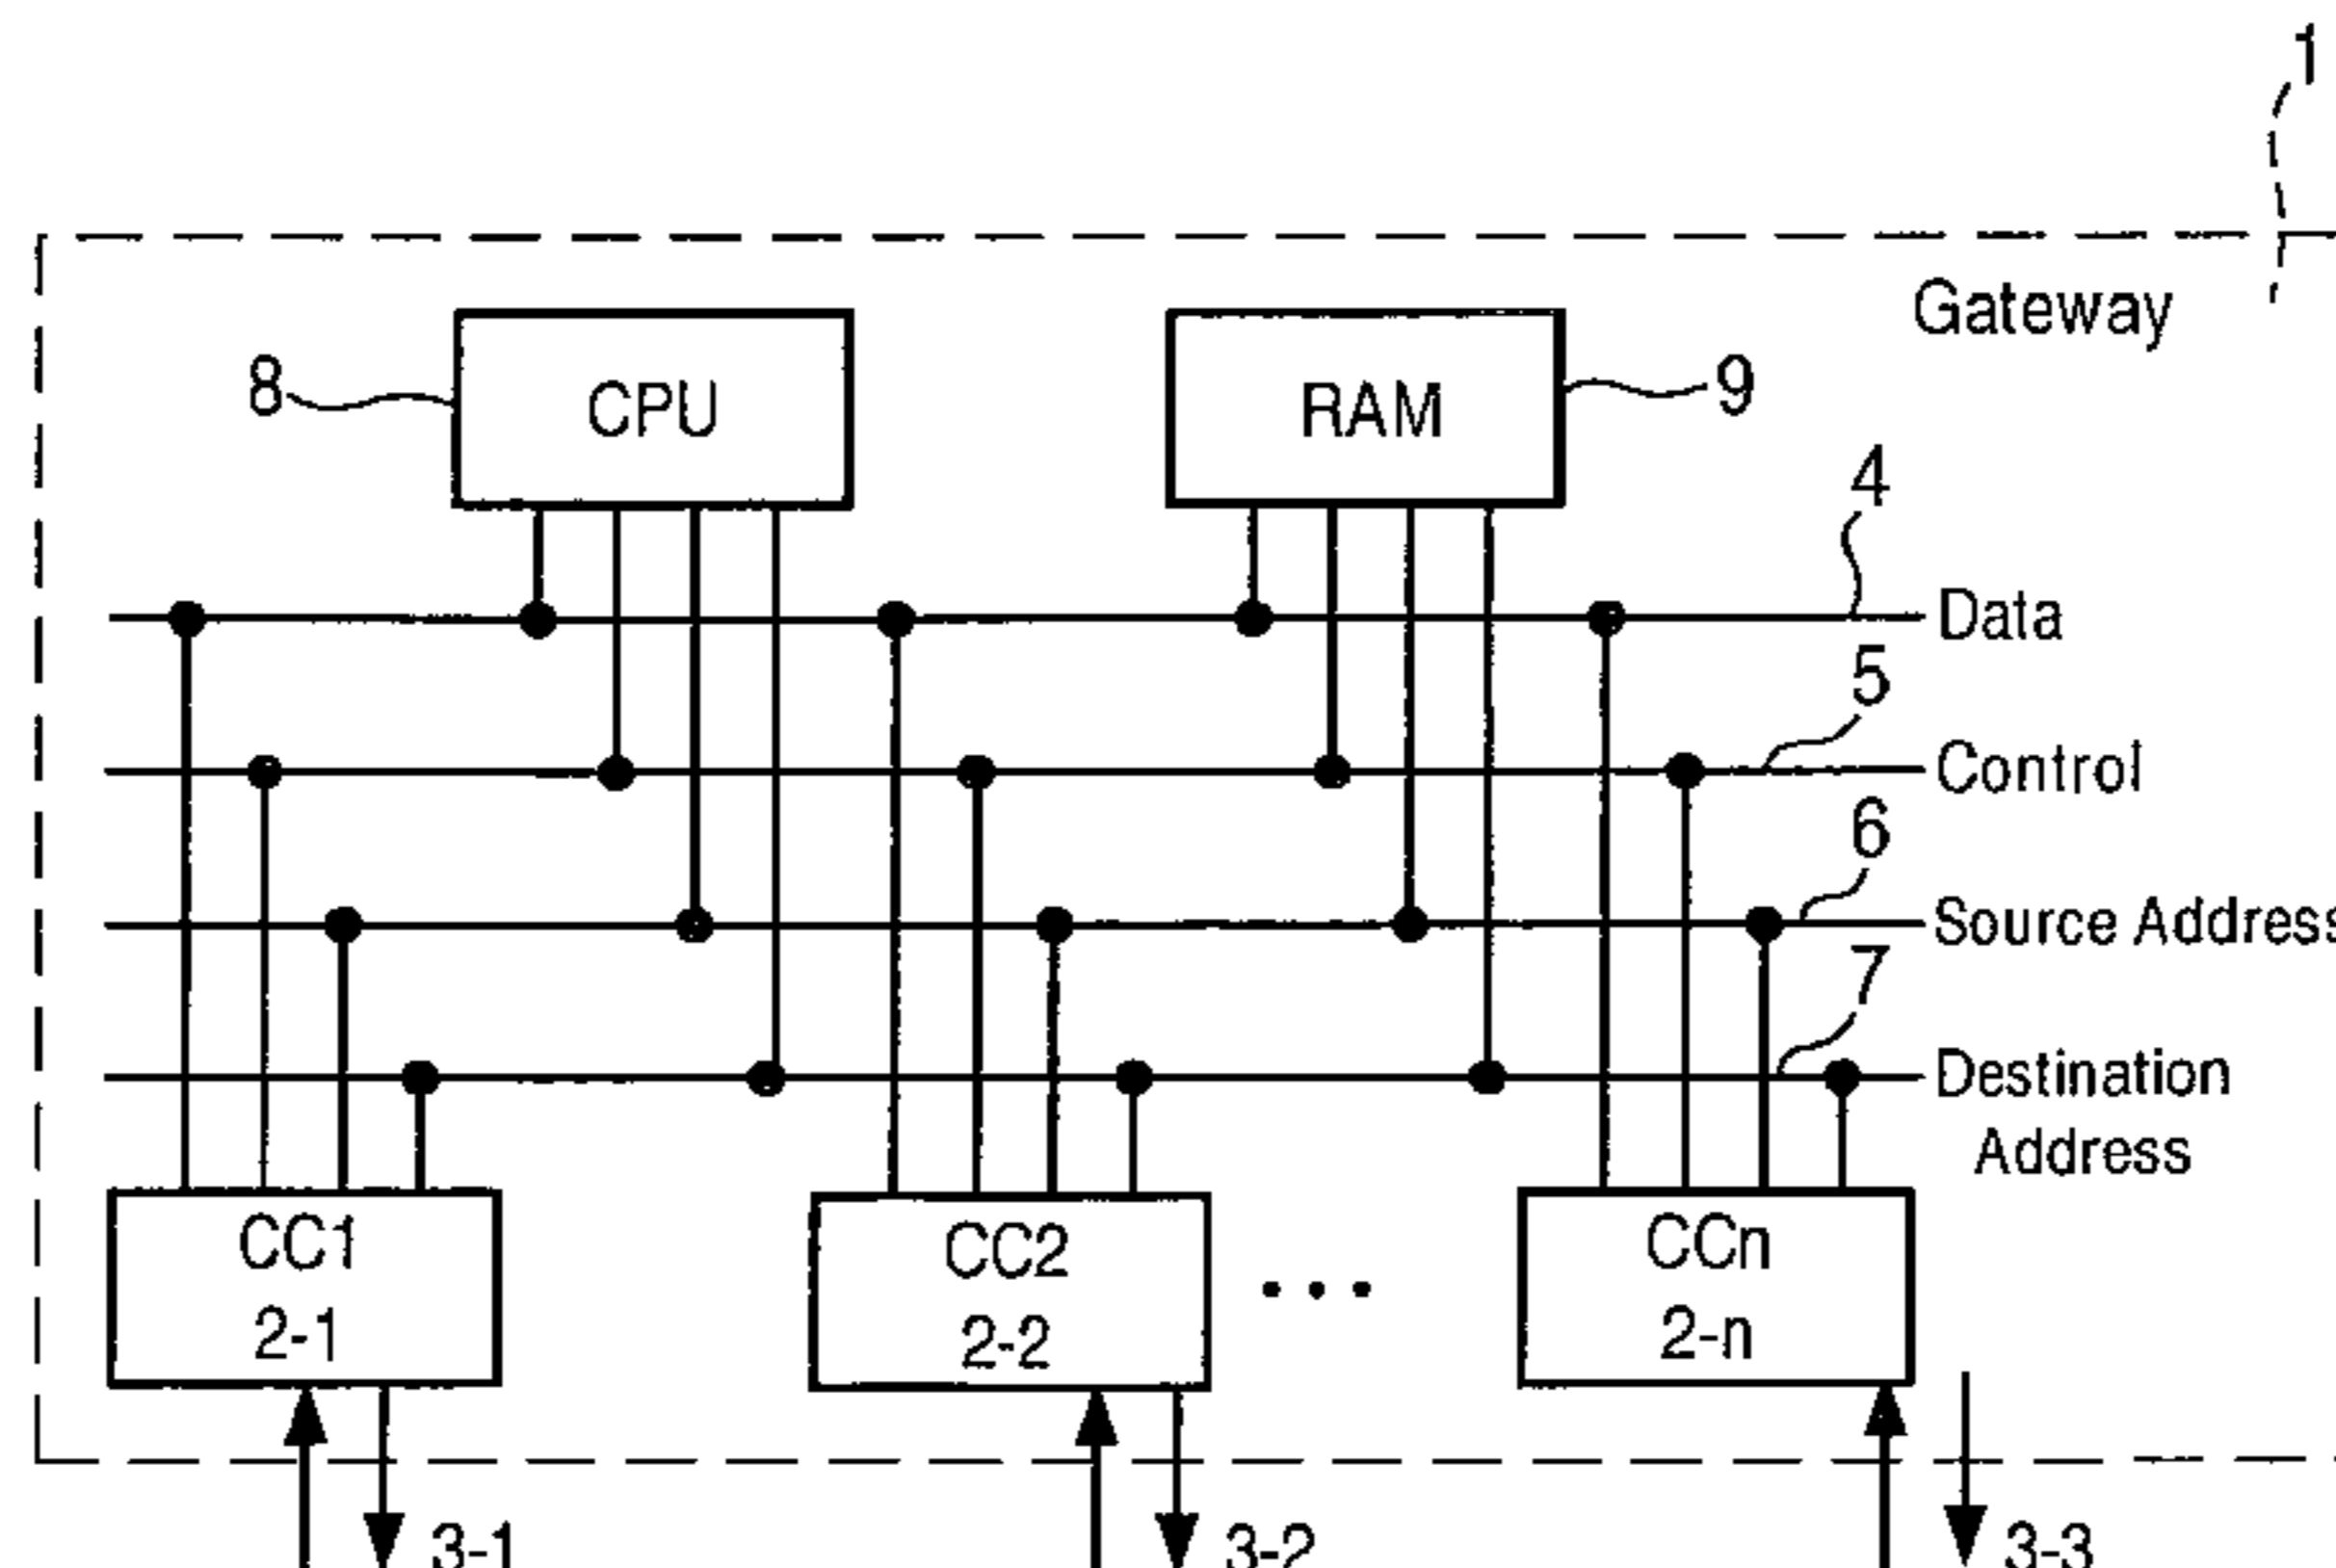 1
Gateway
8
CPU
RAM
9
4
Data
5
Control
6
Source Address
7
Destination
Address
CC1
2-1
CC2
2-2
...
CCn
2-n
3-1
3-2
3-3